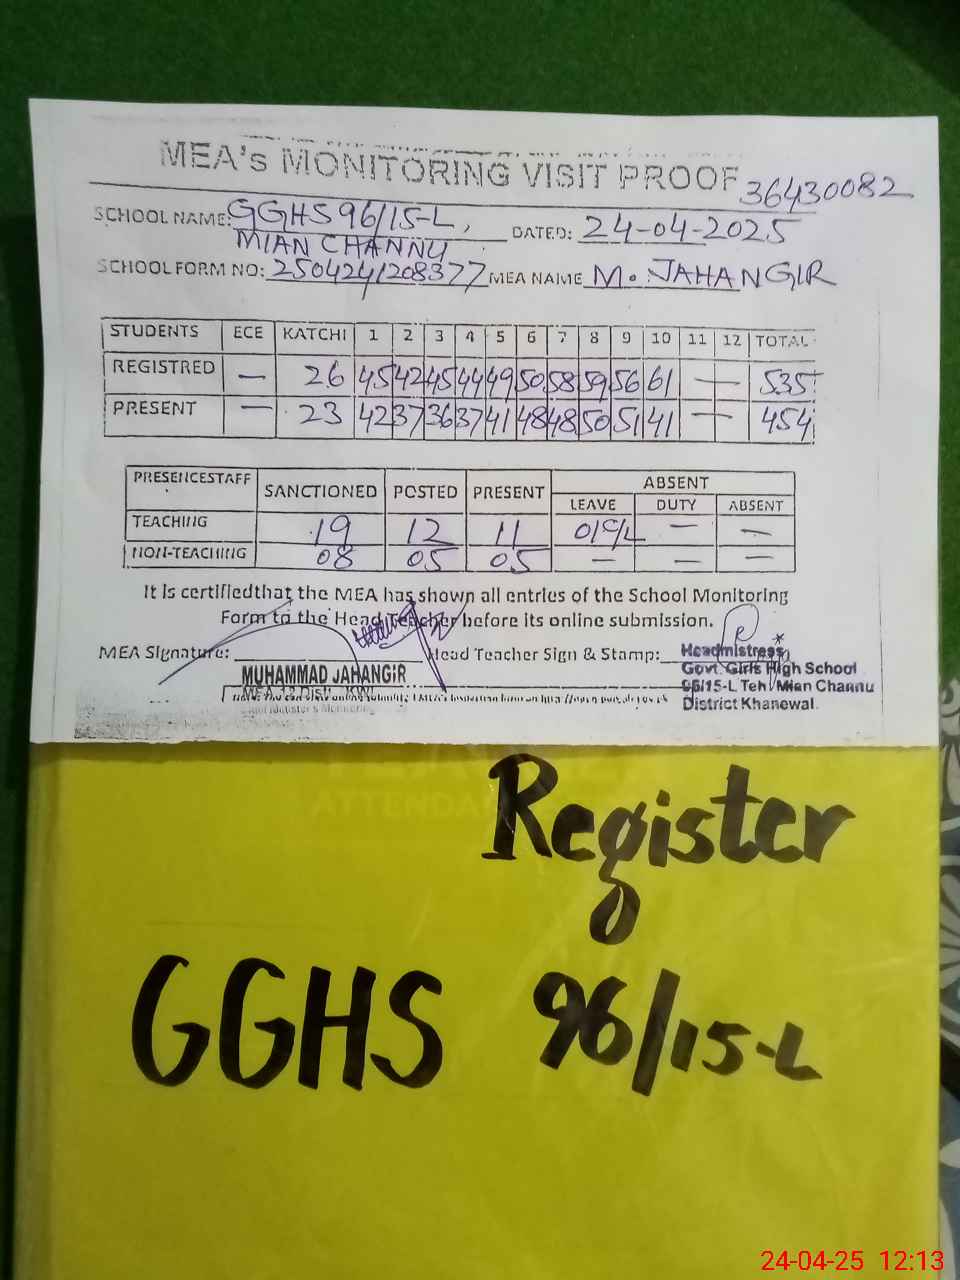 MEA's MONITORING VISIT PROOF
36430082
SCHOOL NAME: GGHS 96/15-L, DATED: 24-04-2025
MIAN CHANNU
SCHOOL FORM NO: 2504241208377 MEA NAME M. JAHANGIR
STUDENTS ECE KATCHI 1 2 3 4 5 6 7 8 9 10 11 12 TOTAL
REGISTRED — 26 45 42 45 44 49 50 58 59 56 61 — 535
PRESENT — 23 42 37 36 37 41 48 48 50 51 41 — 454
PRESENCESTAFF SANCTIONED POSTED PRESENT ABSENT
LEAVE DUTY ABSENT
TEACHING 19 12 11 01C/L — —
NON-TEACHING 08 05 05 — — —
It is certifiedthat the MEA has shown all entries of the School Monitoring
Form to the Head Teacher before its online submission.
MEA Signature: Head Teacher Sign & Stamp:
MUHAMMAD JAHANGIR
Headmistress
Govt. Girls High School
96/15-L Teh: Mian Channu
District Khanewal.
ATTENDA
Register
GGHS 96/15-L
24-04-25 12:13